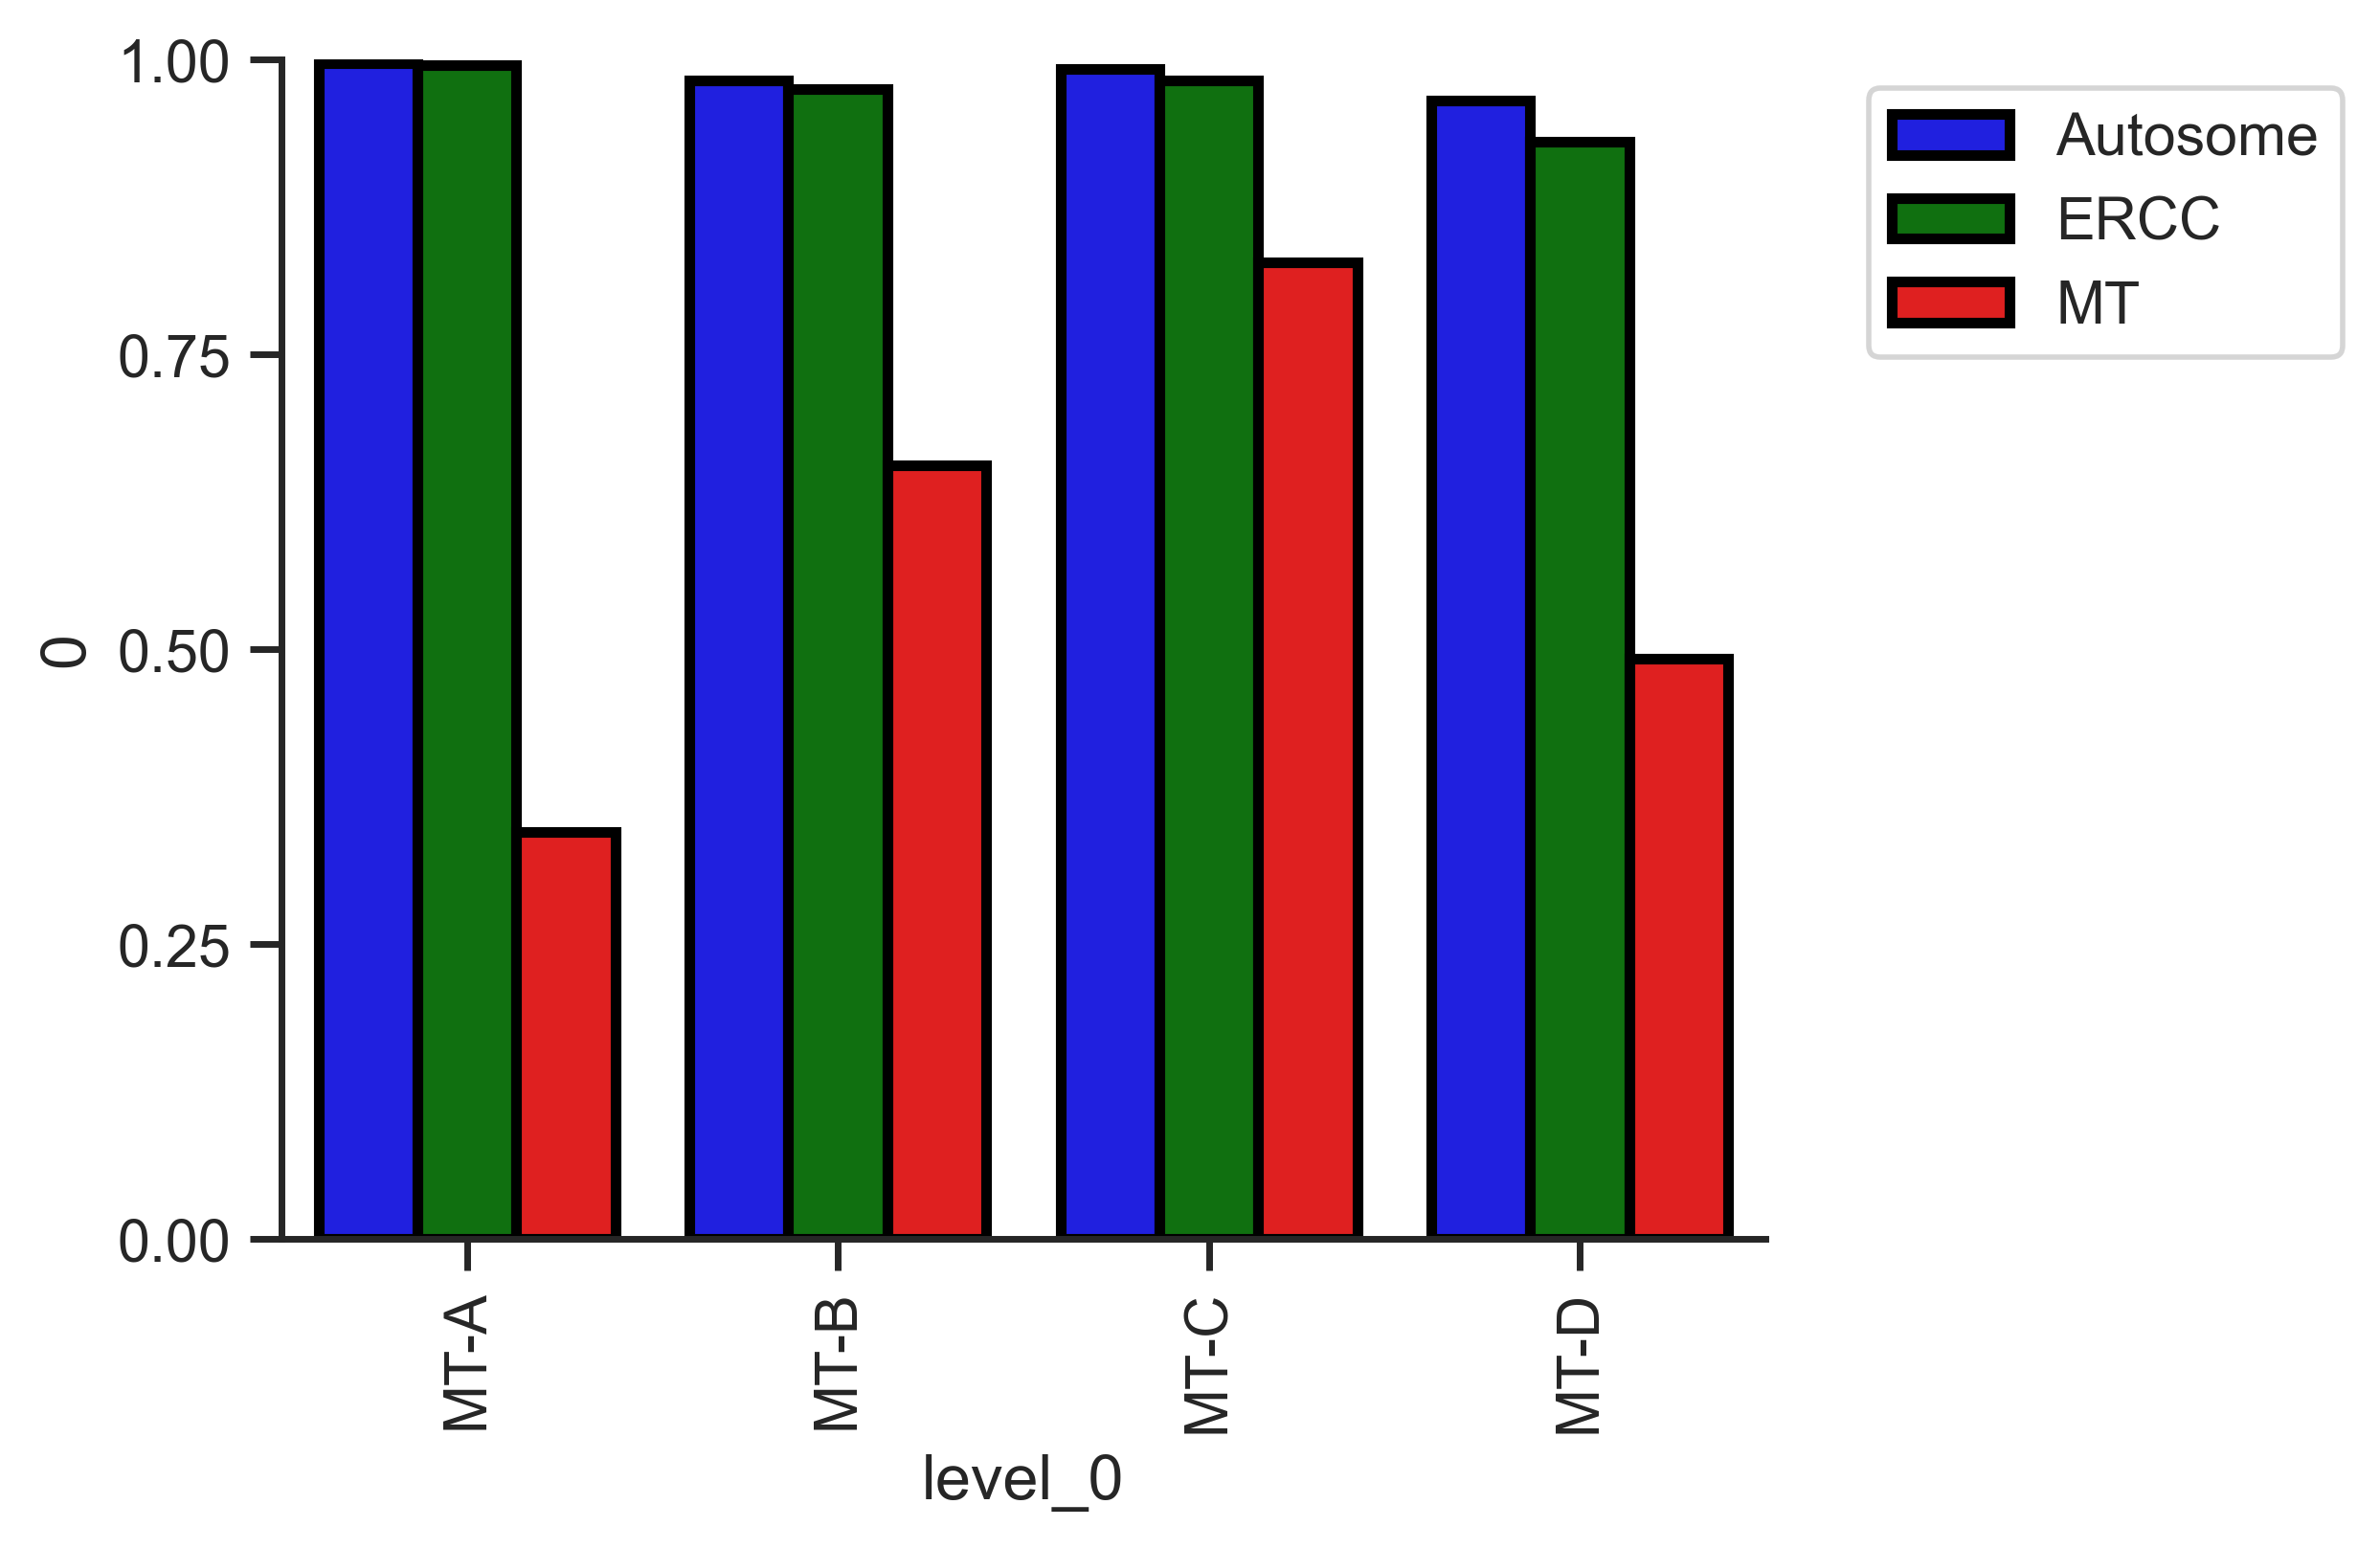 1.00
0.75
0.50
0.25
0.00
0
MT-A
MT-B
MT-C
MT-D
level_0
Autosome
ERCC
MT